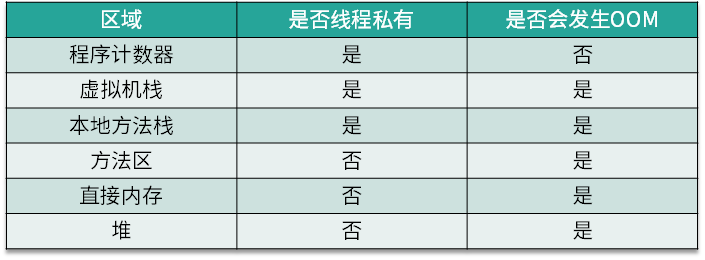 区域 是否线程私有 是否会发生OOM
程序计数器 是 否
虚拟机栈 是 是
本地方法栈 是 是
方法区 否 是
直接内存 否 是
堆 否 是